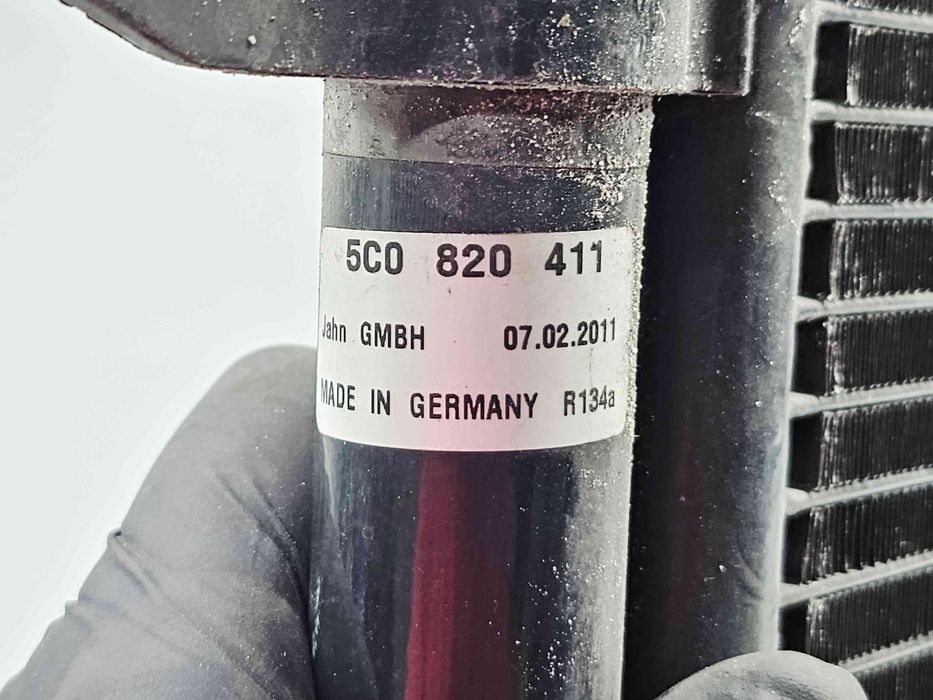 5C0 820 411
Jahn GMBH 07.02.2011
MADE IN GERMANY R134a